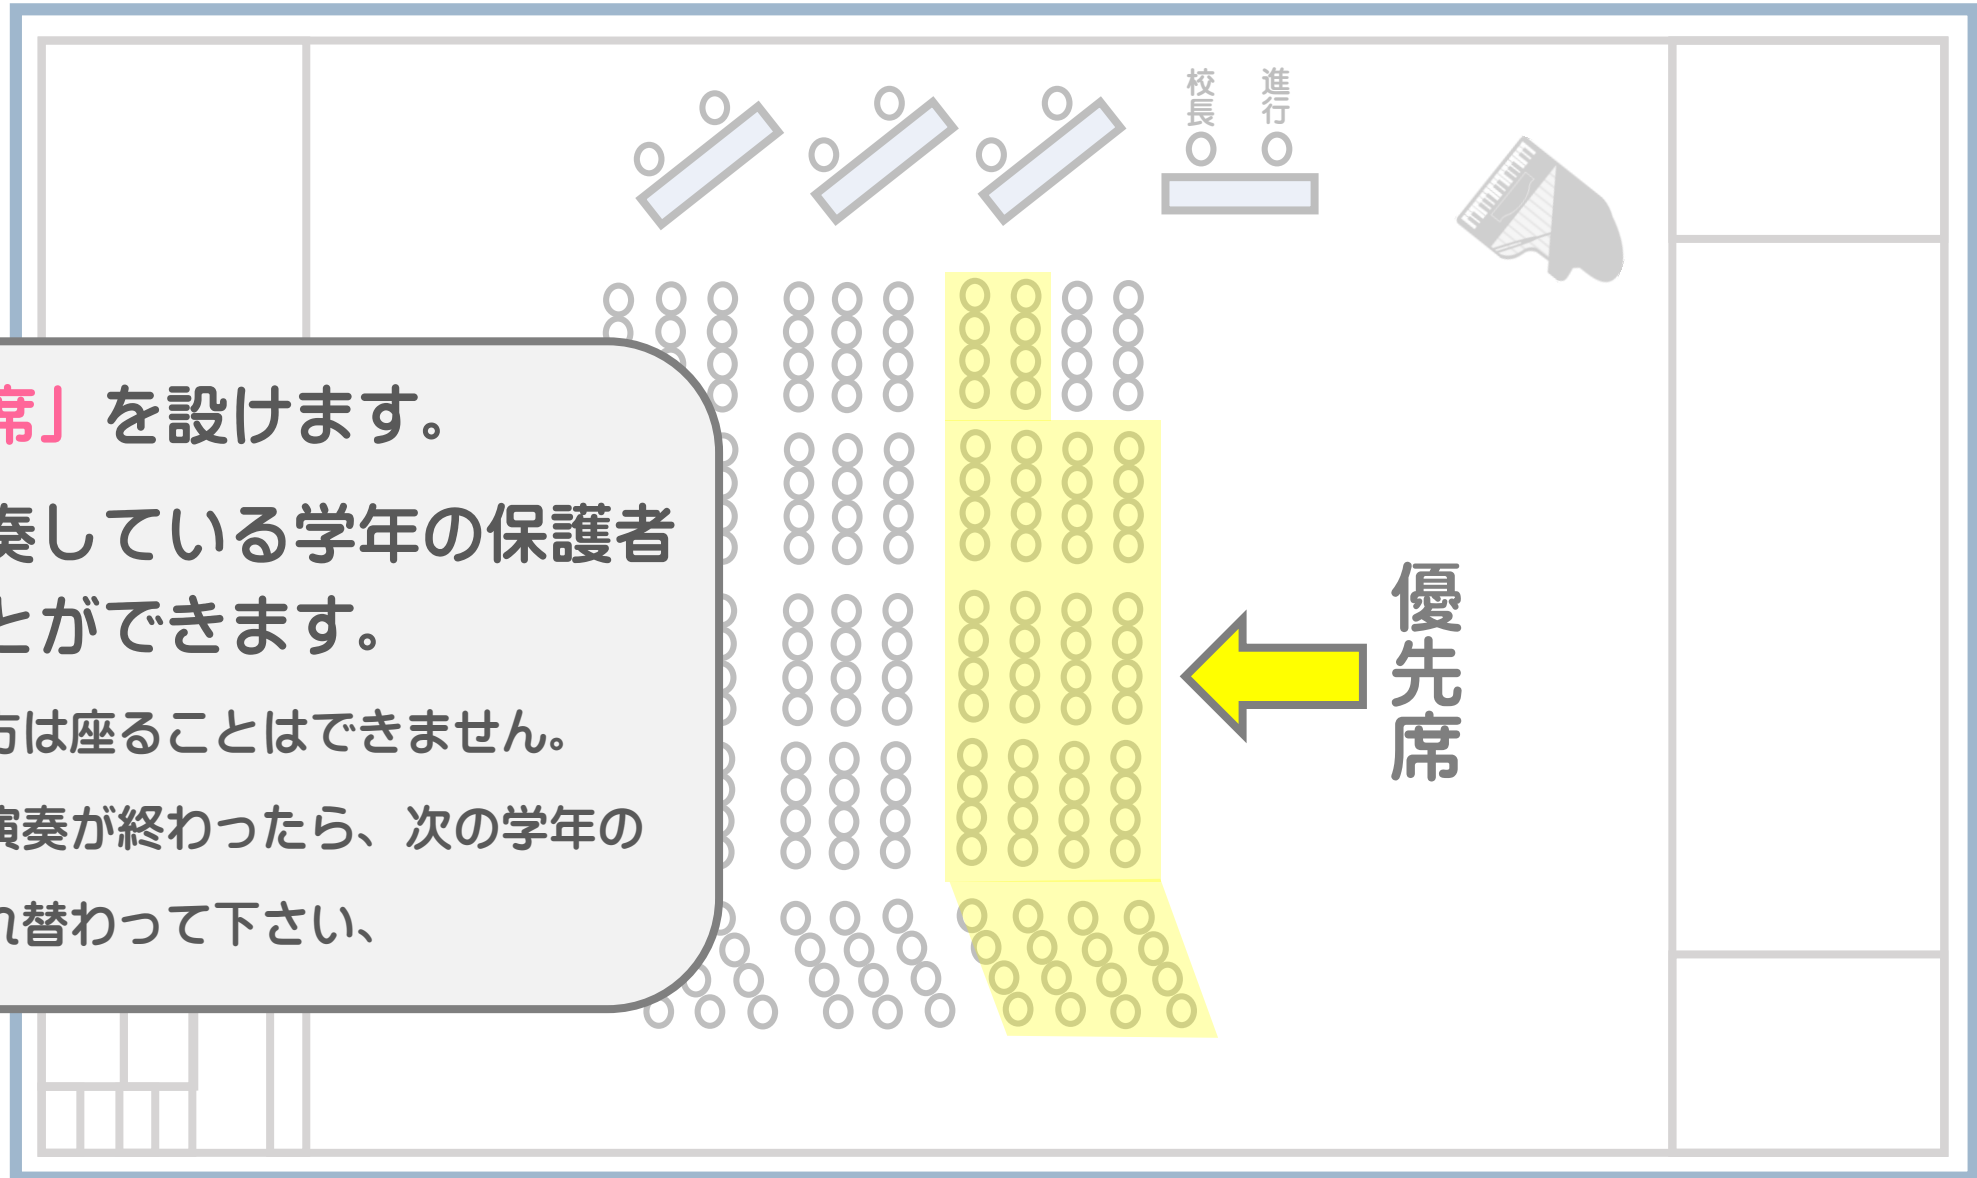 校長
進行
席」を設けます。
奏している学年の保護者
とができます。
方は座ることはできません。
演奏が終わったら、次の学年の
れ替わって下さい、
優先席